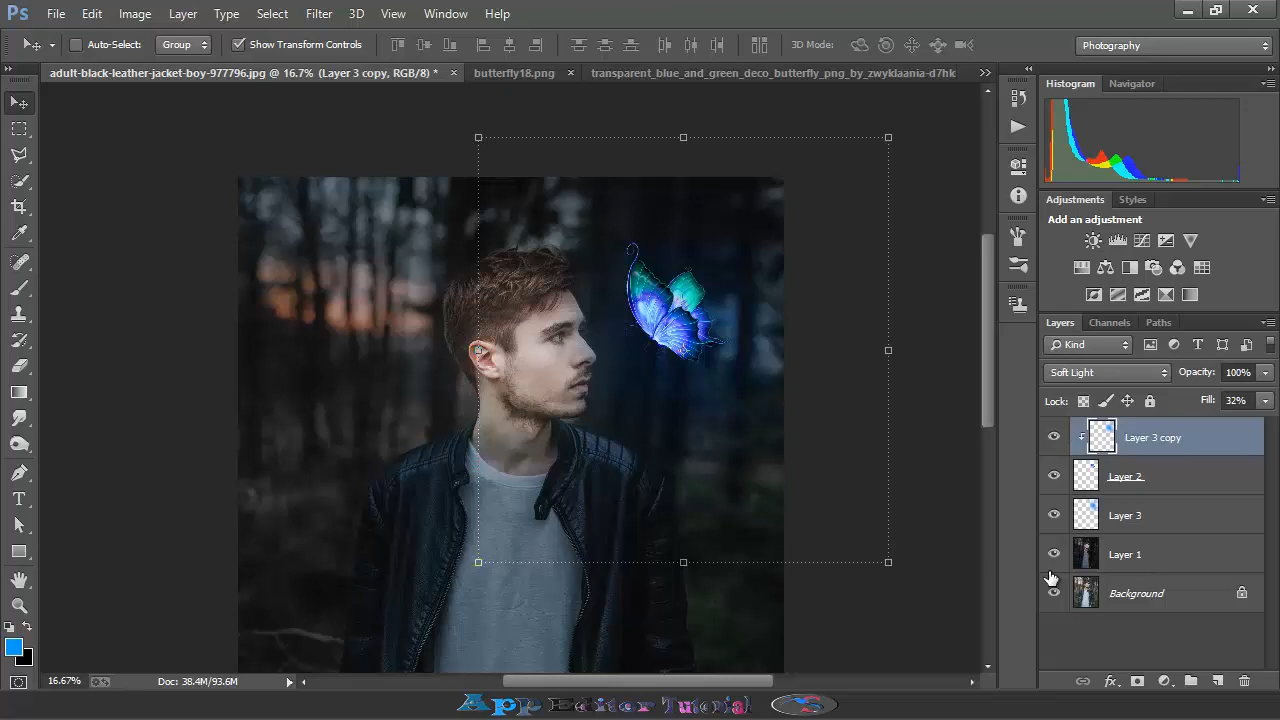 Ps File Edit Image Layer Type Select Filter 3D View Window Help
Auto-Select: Group Show Transform Controls 3D Mode: Photography
adult-black-leather-jacket-boy-977796.jpg @ 16.7% (Layer 3 copy, RGB/8) * × butterfly18.png × transparent_blue_and_green_deco_butterfly_png_by_zwyklaania-d7hk
Histogram Navigator
Adjustments Styles
Add an adjustment
Layers Channels Paths
Kind
Soft Light Opacity: 100%
Lock: Fill: 32%
Layer 3 copy
Layer 2
Layer 3
Layer 1
Background
16.67% Doc: 38.4M/93.6M
App Editor Tutorial